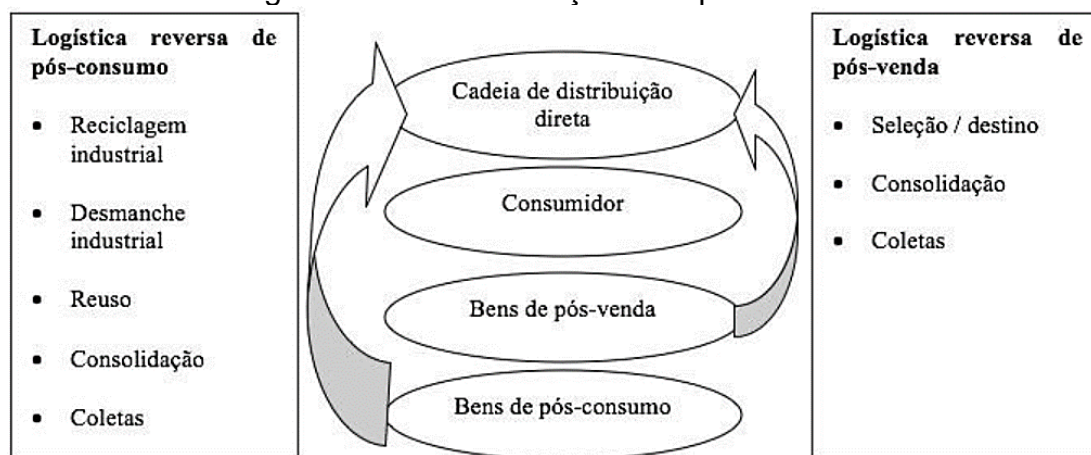 Logística reversa de
pós-consumo
• Reciclagem
industrial
• Desmanche
industrial
• Reuso
• Consolidação
• Coletas
Cadeia de distribuição
direta
Consumidor
Bens de pós-venda
Bens de pós-consumo
Logística reversa de
pós-venda
• Seleção / destino
• Consolidação
• Coletas